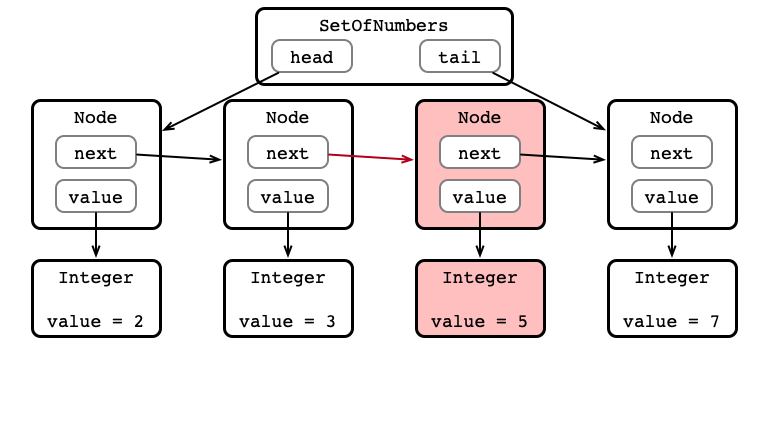 SetOfNumbers
head tail
Node Node Node Node
next next next next
value value value value
Integer Integer Integer Integer
value = 2 value = 3 value = 5 value = 7